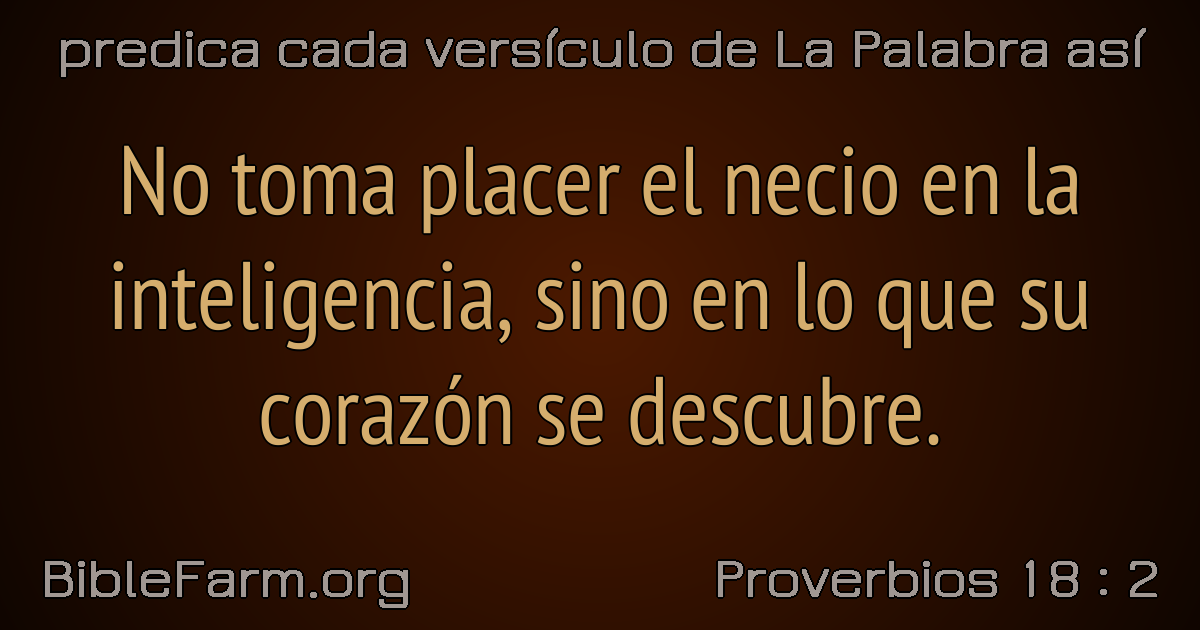 predica cada versículo de La Palabra así
No toma placer el necio en la
inteligencia, sino en lo que su
corazón se descubre.
BibleFarm.org
Proverbios 18 : 2